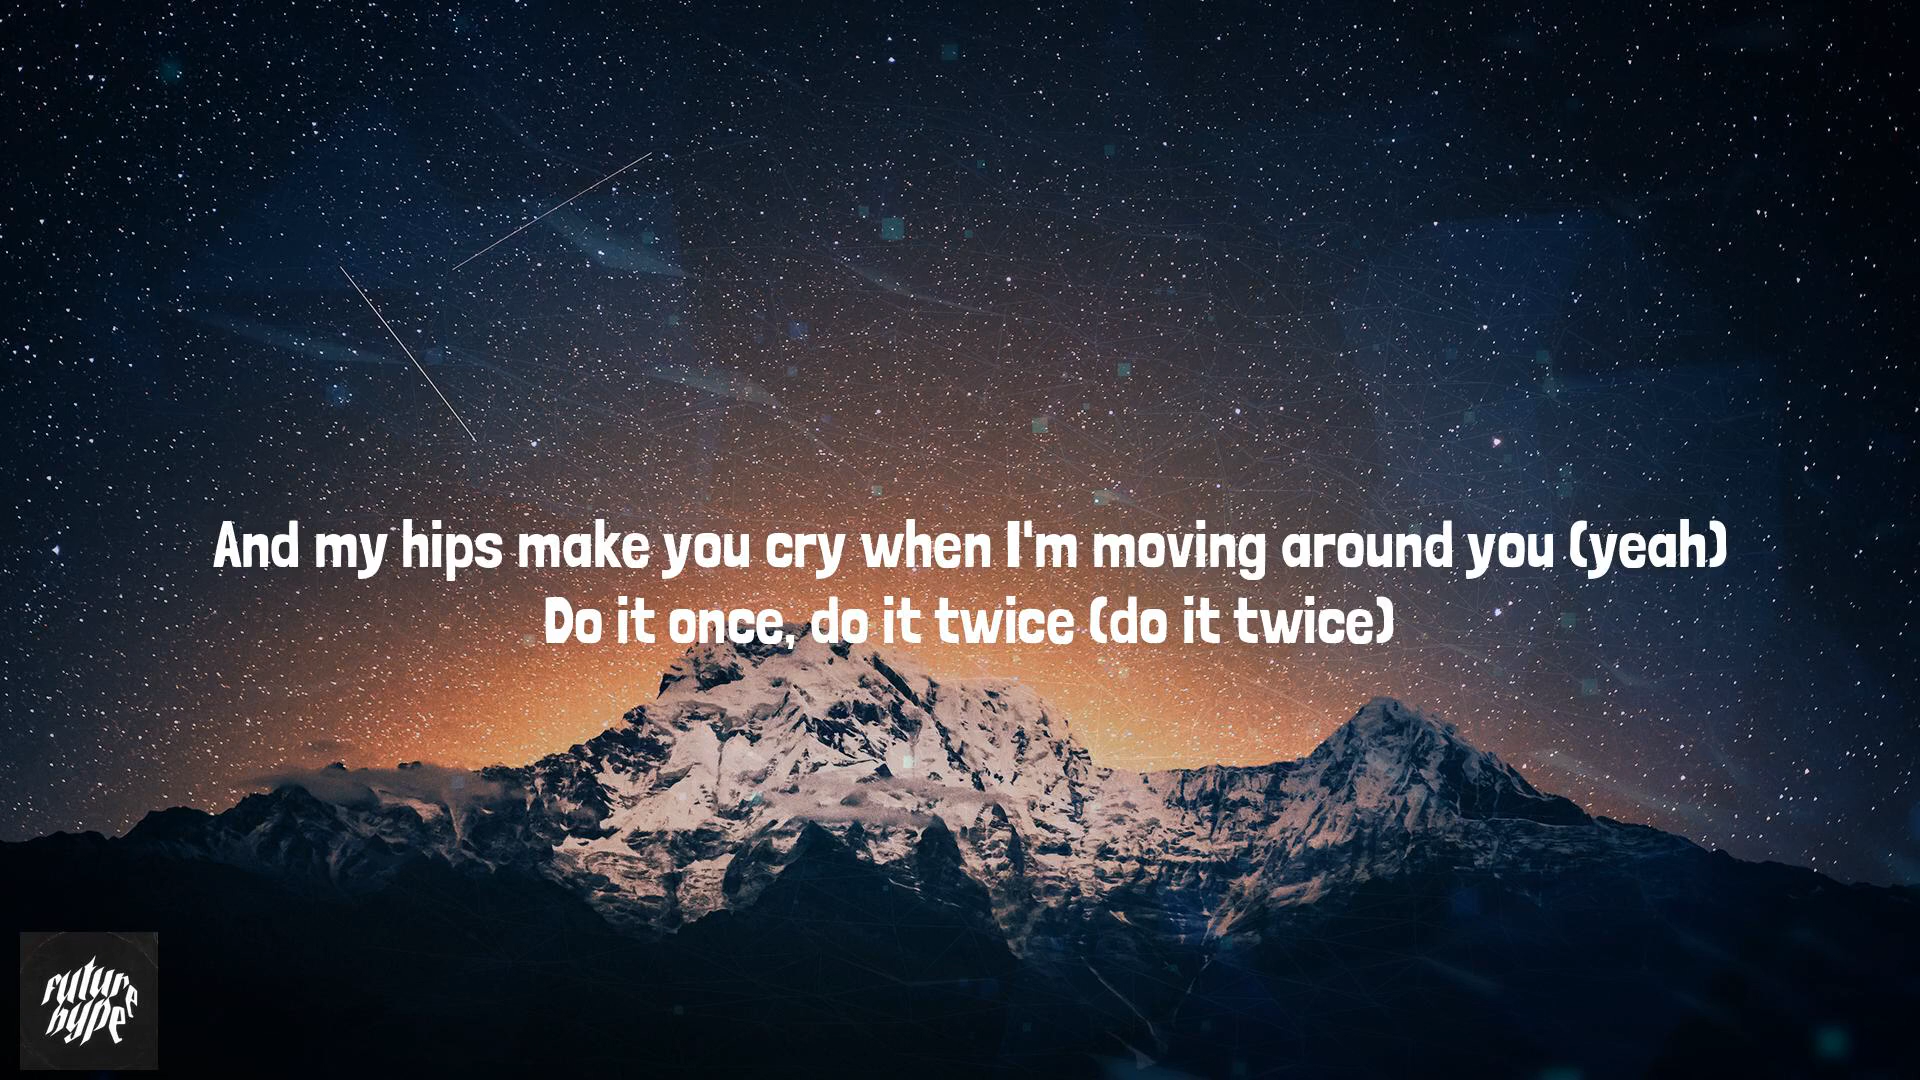 And my hips make you cry when I'm moving around you (yeah)
Do it once, do it twice (do it twice)
future
hype